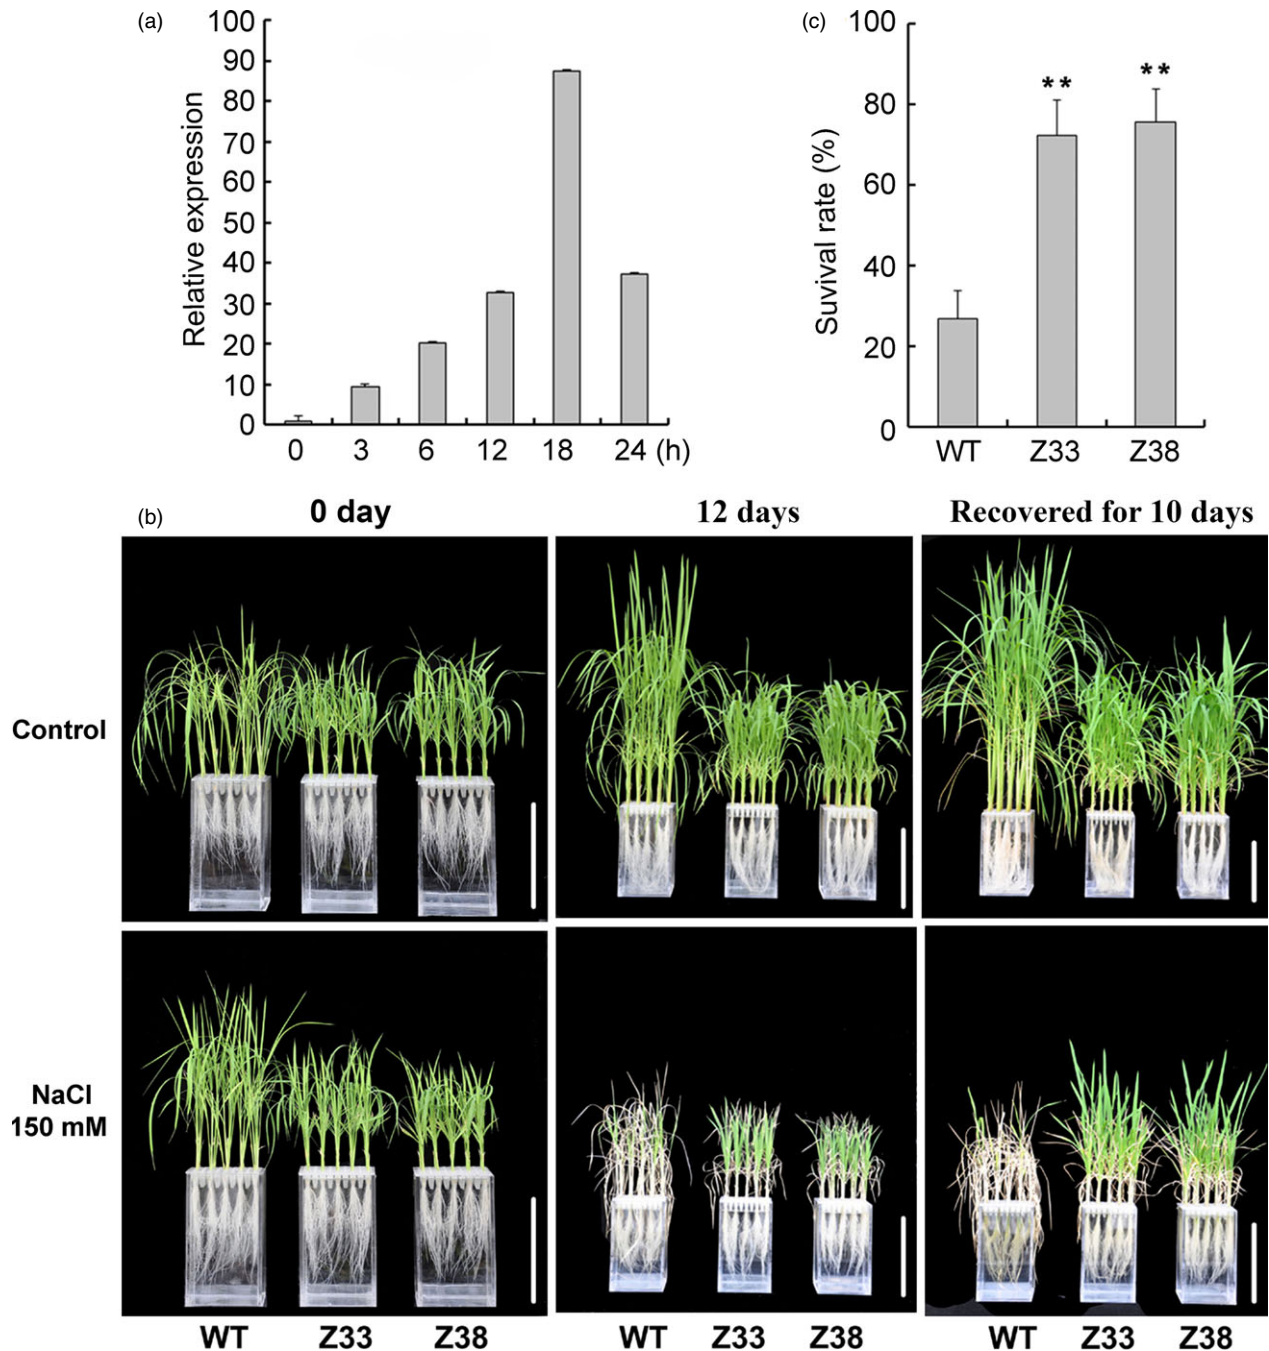 (a)
Relative expression
100
90
80
70
60
50
40
30
20
10
0
0 3 6 12 18 24 (h)
(c)
Suvival rate (%)
100
80
60
40
20
0
** **
WT Z33 Z38
(b)
0 day 12 days Recovered for 10 days
Control
NaCl
150 mM
WT Z33 Z38 WT Z33 Z38 WT Z33 Z38